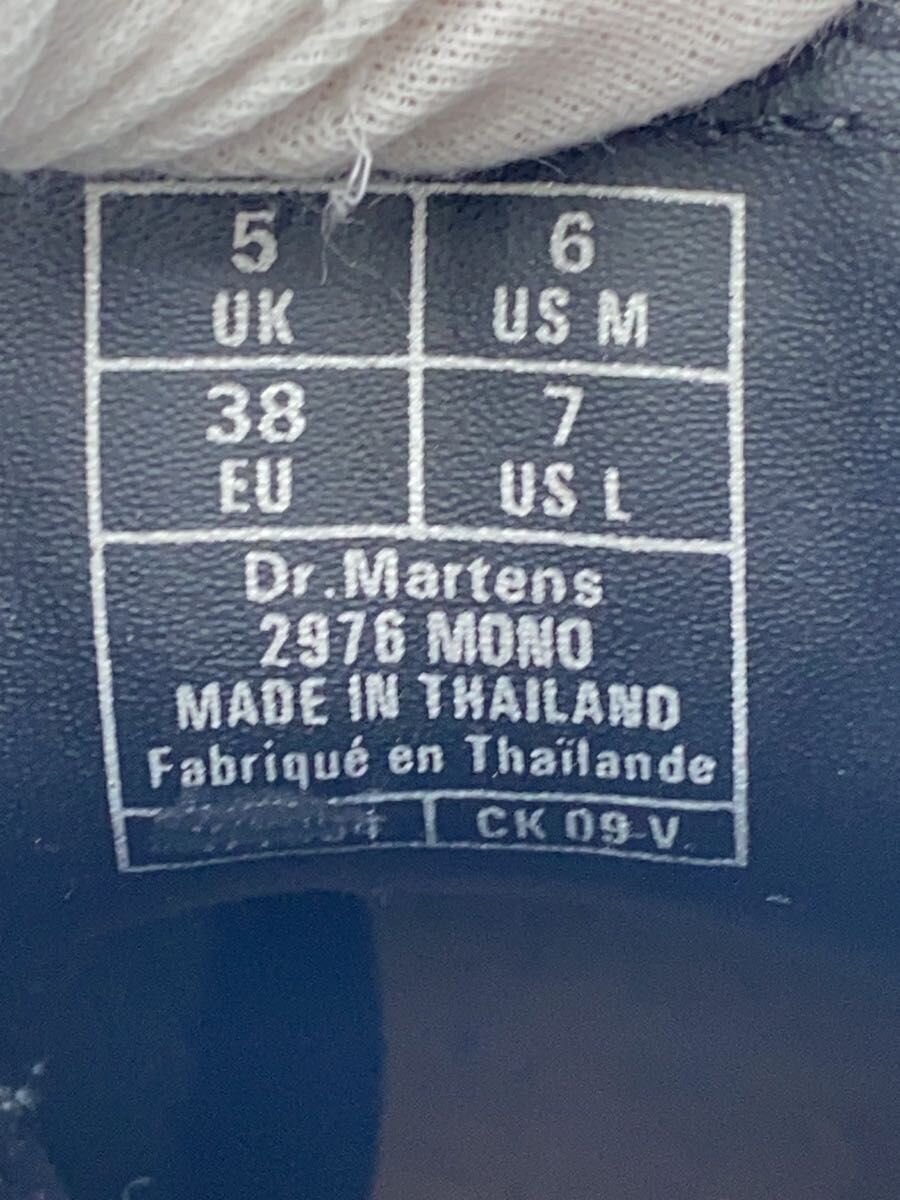 5
UK
6
US M
38
EU
7
US L
Dr.Martens
2976 MONO
MADE IN THAILAND
Fabriqué en Thaïlande
CK 09-V